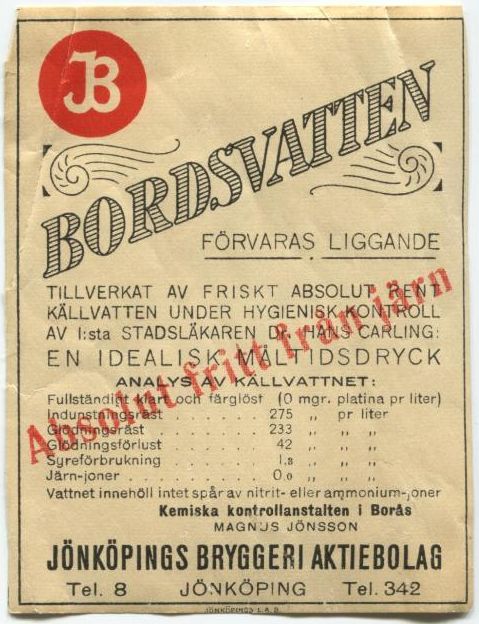 JB
BORDSVATTEN
FÖRVARAS LIGGANDE
TILLVERKAT AV FRISKT ABSOLUT RENT
KÄLLVATTEN UNDER HYGIENISK KONTROLL
AV I:sta STADSLÄKAREN Dr. HANS CARLING:
EN IDEALISK MÅLTIDSDRYCK
Absolut fritt från järn
ANALYS AV KÄLLVATTNET:
Fullständigt klart och färglöst (0 mgr. platina pr liter)
Indunstningsrest . . . . . . 275 „ pr liter
Glödningsrest . . . . . . 233 „ „ „
Glödningsförlust . . . . . . 42 „ „ „
Syreförbrukning . . . . . . 1,8 „ „ „
Järn-joner . . . . . . 0,0 „ „ „
Vattnet innehöll intet spår av nitrit- eller ammonium-joner
Kemiska kontrollanstalten i Borås
MAGNUS JÖNSSON
JÖNKÖPINGS BRYGGERI AKTIEBOLAG
Tel. 8 JÖNKÖPING Tel. 342
JÖNKÖPINGS L.A.B.